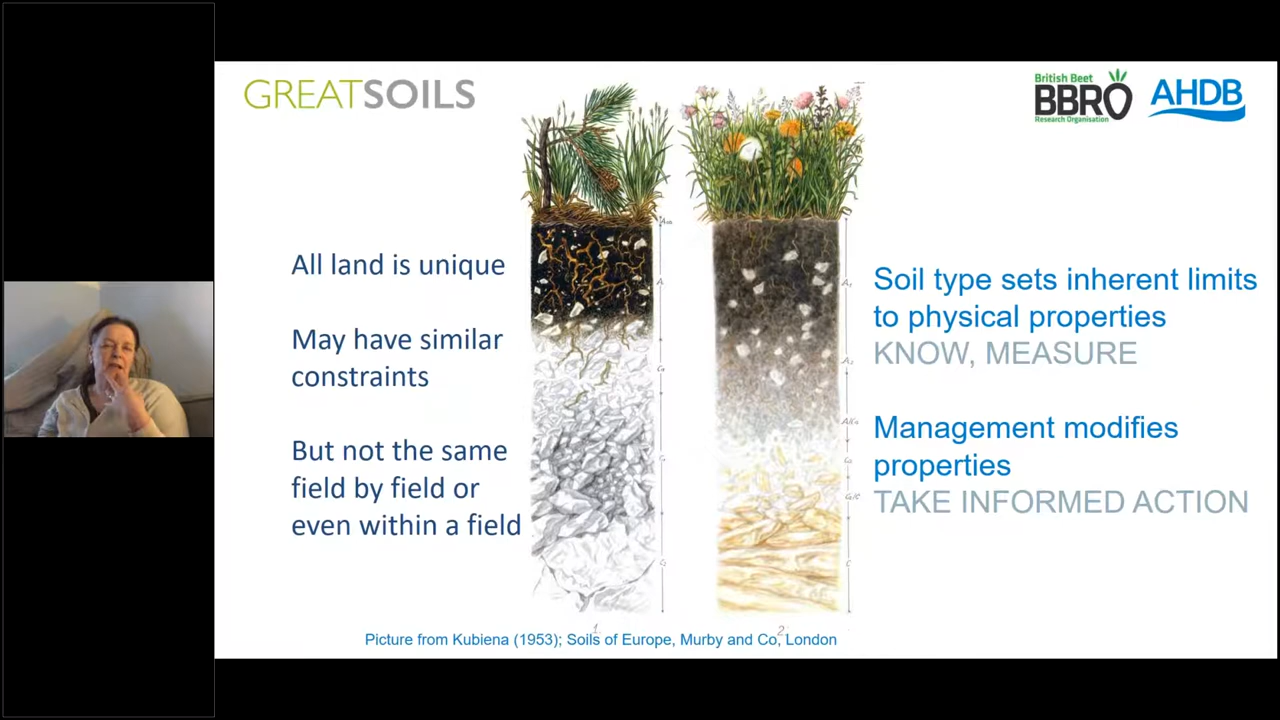 GREATSOILS
British Beet
BBRO
Research Organisation
AHDB
All land is unique
May have similar
constraints
But not the same
field by field or
even within a field
Soil type sets inherent limits
to physical properties
KNOW, MEASURE
Management modifies
properties
TAKE INFORMED ACTION
1.
2.
Picture from Kubiena (1953); Soils of Europe, Murby and Co, London